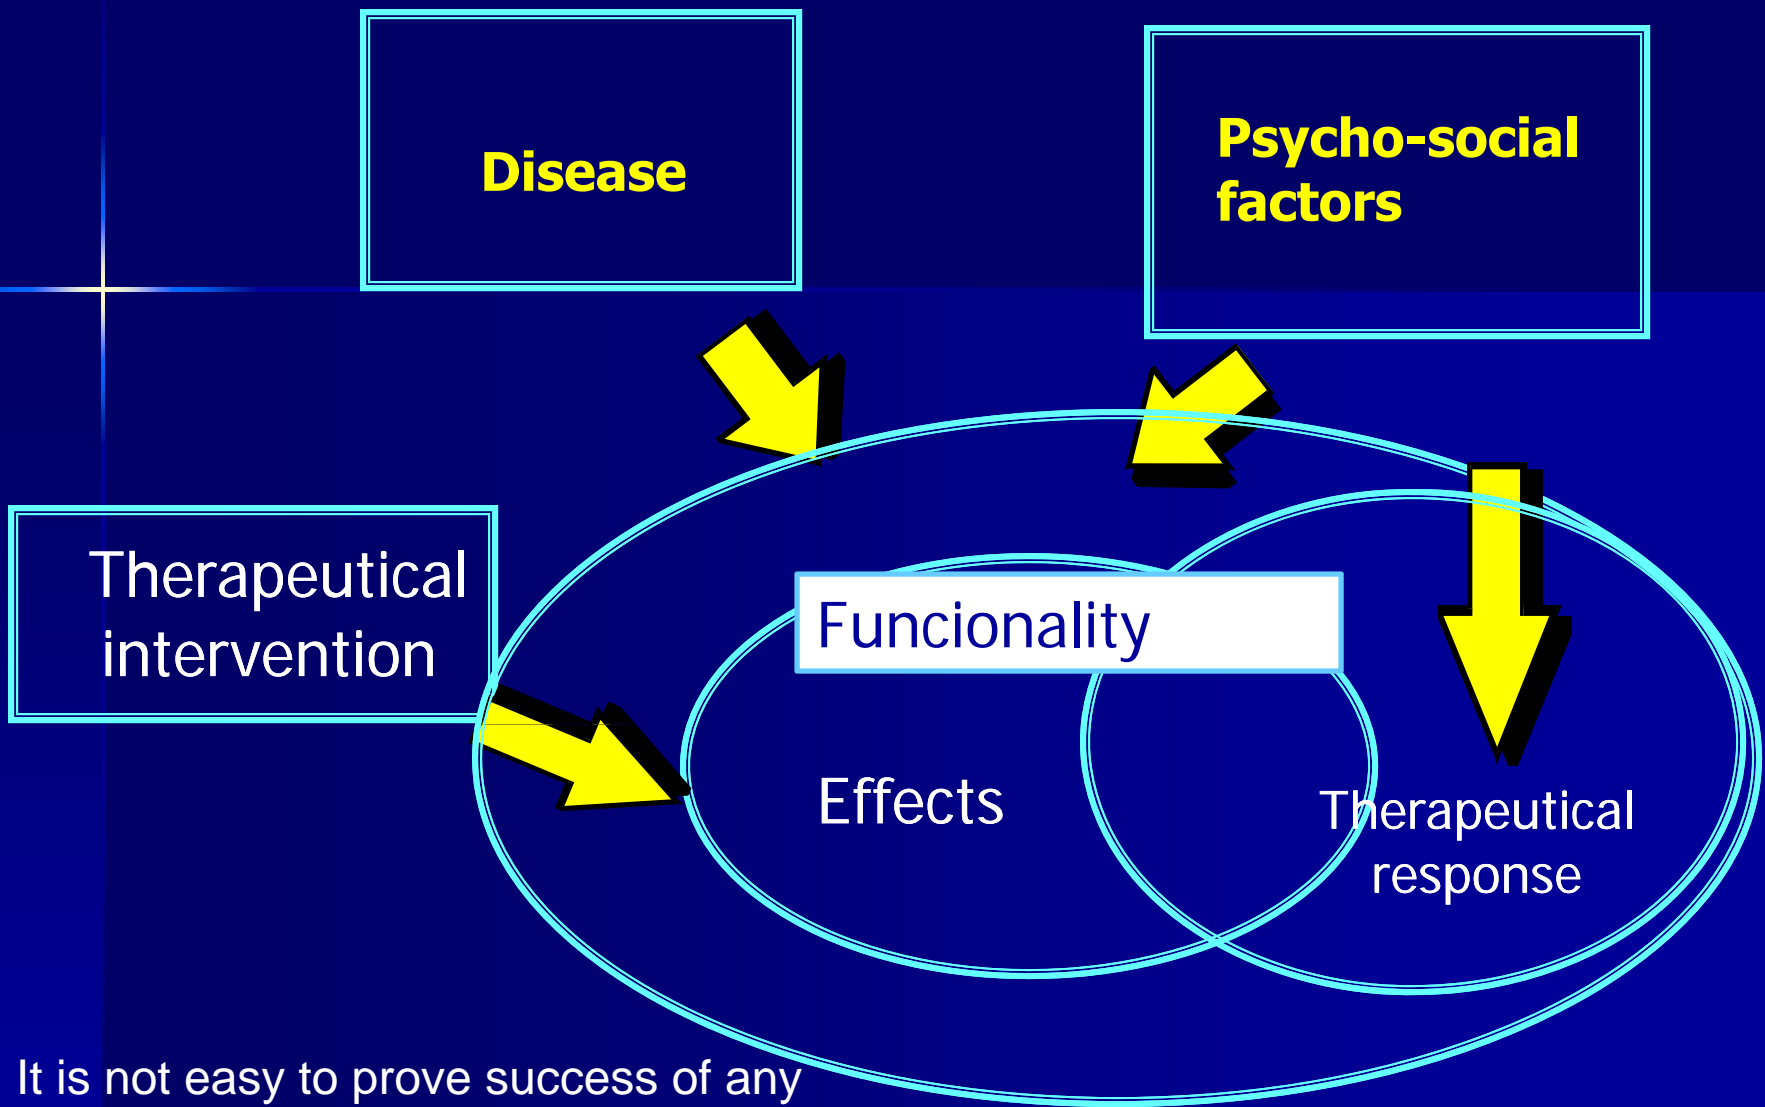 Disease
Psycho-social
factors
Therapeutical
intervention
Funcionality
Effects
Therapeutical
response
It is not easy to prove success of any